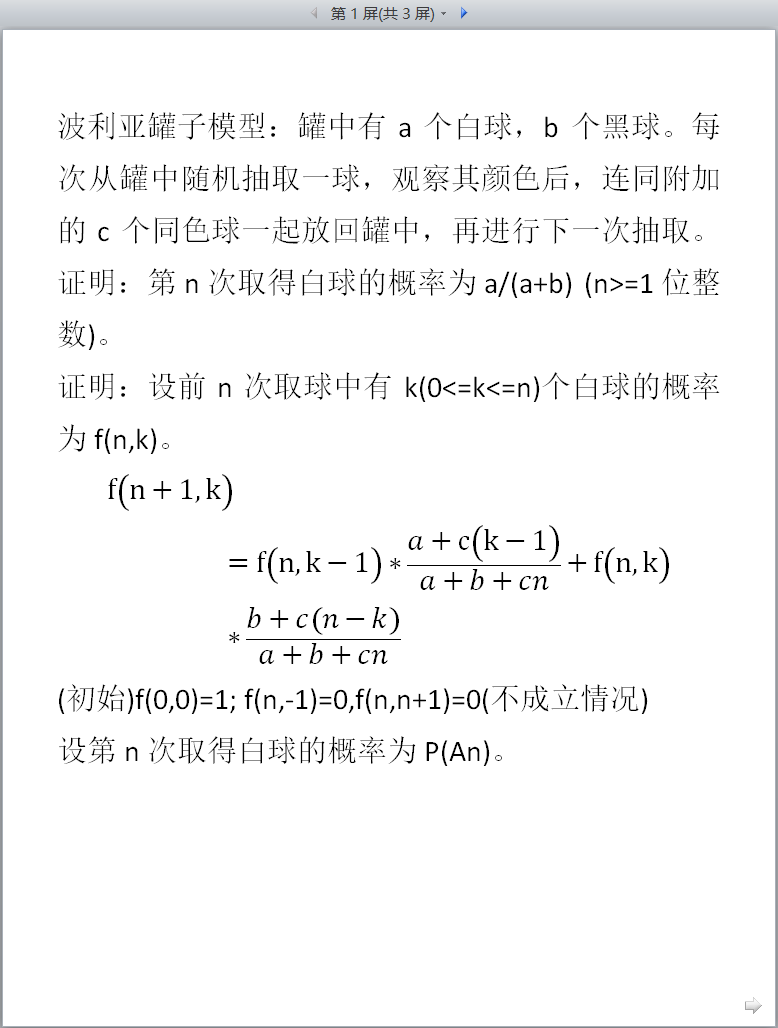 第 1 屏(共 3 屏)
波利亚罐子模型：罐中有 a 个白球，b 个黑球。每
次从罐中随机抽取一球，观察其颜色后，连同附加
的 c 个同色球一起放回罐中，再进行下一次抽取。
证明：第 n 次取得白球的概率为 a/(a+b) (n>=1 位整
数)。
证明：设前 n 次取球中有 k(0<=k<=n)个白球的概率
为 f(n,k)。
f(n + 1, k)
= f(n, k − 1) ∗ \frac{a + c(k − 1)}{a + b + cn} + f(n, k)
∗ \frac{b + c(n − k)}{a + b + cn}
(初始)f(0,0)=1; f(n,-1)=0,f(n,n+1)=0(不成立情况)
设第 n 次取得白球的概率为 P(An)。